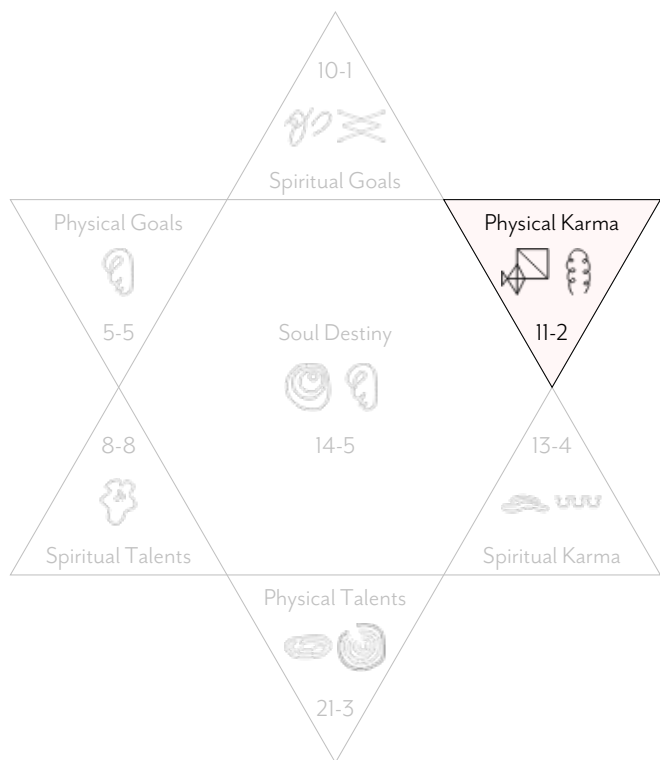 10-1
Spiritual Goals
Physical Goals
5-5
Physical Karma
11-2
Soul Destiny
14-5
8-8
Spiritual Talents
13-4
Spiritual Karma
Physical Talents
21-3